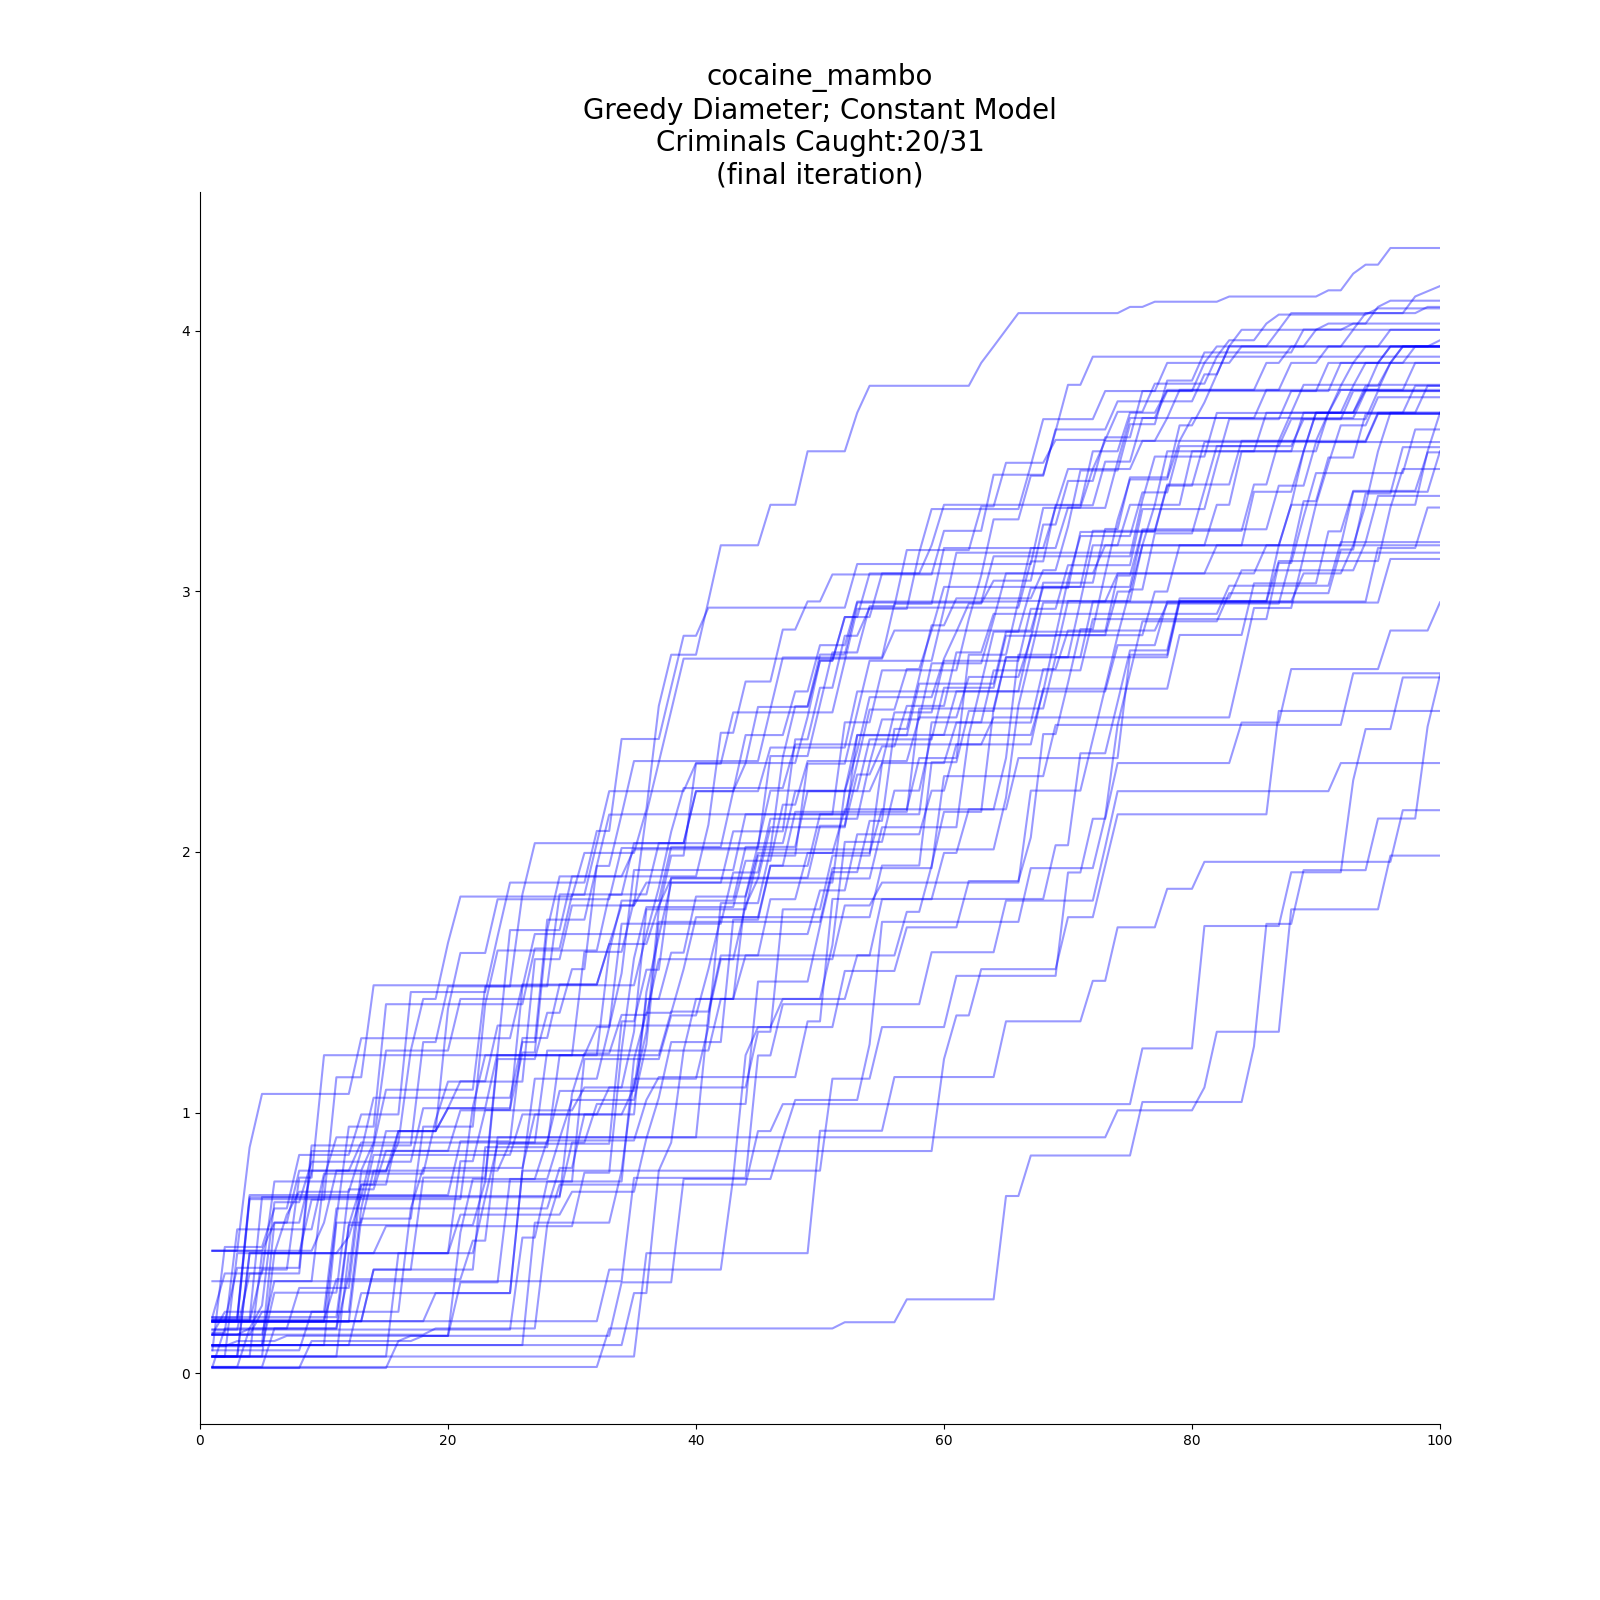 cocaine_mambo
Greedy Diameter; Constant Model
Criminals Caught:20/31
(final iteration)
4
3
2
1
0
0 20 40 60 80 100